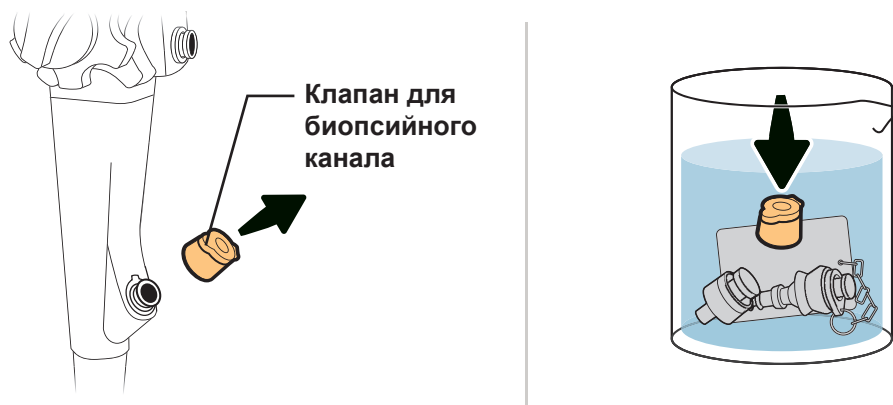 Клапан для
биопсийного
канала